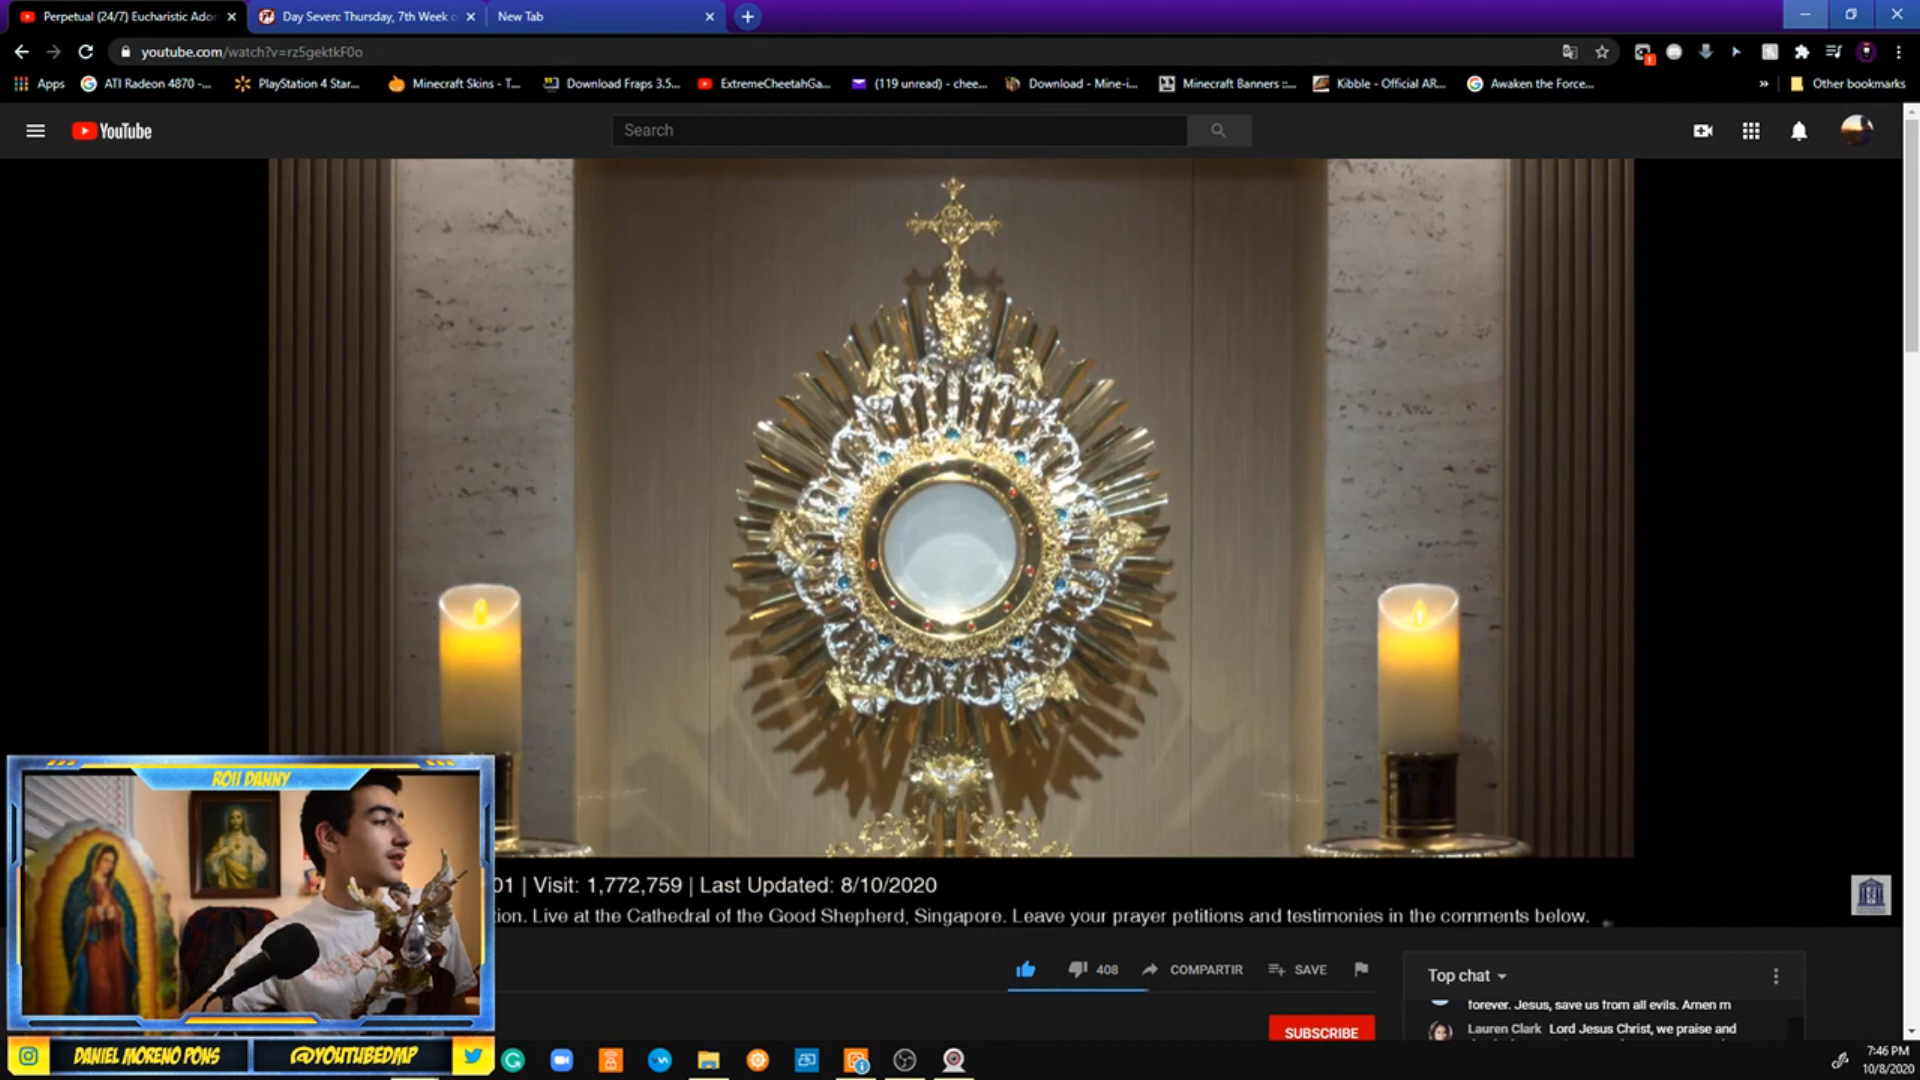 Perpetual (24/7) Eucharistic Ador
Day Seven: Thursday, 7th Week o
New Tab
youtube.com/watch?v=rz5gektkF0o
Apps
ATI Radeon 4870 -...
PlayStation 4 Star...
Minecraft Skins - T...
Download Fraps 3.5...
ExtremeCheetahGa...
(119 unread) - chee...
Download - Mine-i...
Minecraft Banners ::...
Kibble - Official AR...
Awaken the Force...
»
Other bookmarks
YouTube
Search
ROII DANNY
01 | Visit: 1,772,759 | Last Updated: 8/10/2020
tion. Live at the Cathedral of the Good Shepherd, Singapore. Leave your prayer petitions and testimonies in the comments below.
408
COMPARTIR
SAVE
Top chat
forever. Jesus, save us from all evils. Amen m
Lauren Clark Lord Jesus Christ, we praise and
SUBSCRIBE
DANIEL MORENO PONS
@YOUTUBEDMP
7:46 PM
10/8/2020